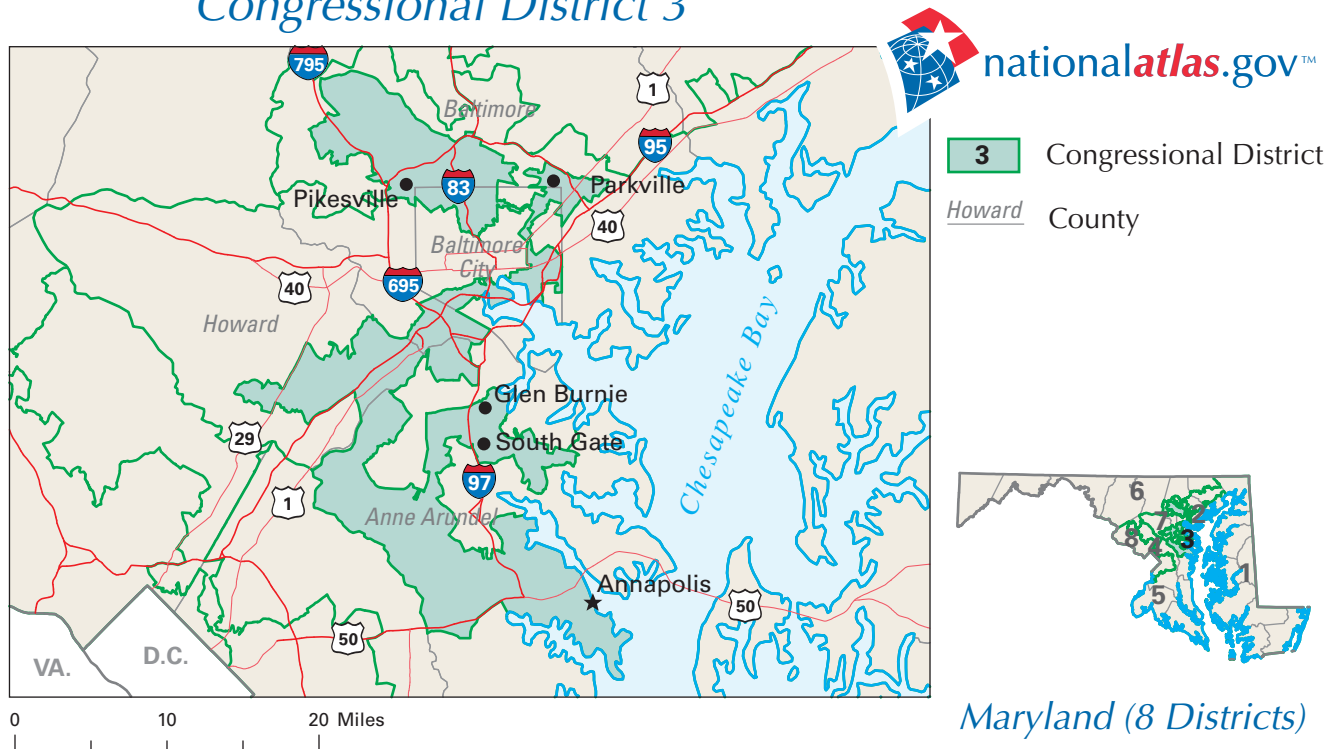 Congressional District 3
nationalatlas.gov™
795
Baltimore
1
95
3 Congressional District
Howard County
Pikesville
83
Parkville
40
Baltimore
City
40
695
Howard
Chesapeake Bay
Glen Burnie
29
South Gate
97
1
Anne Arundel
Annapolis
50
50
VA.
D.C.
6
7
2
8
4
3
1
5
0 10 20 Miles
Maryland (8 Districts)